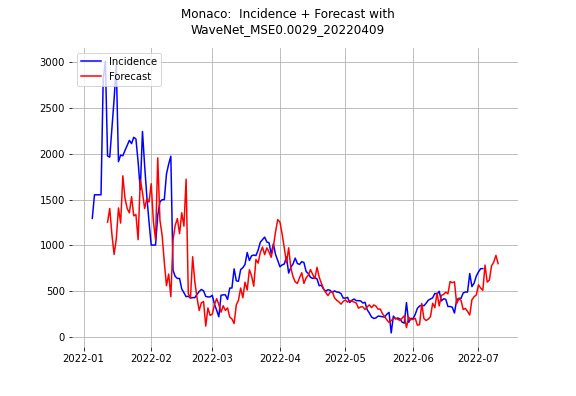 Monaco:  Incidence + Forecast with
WaveNet_MSE0.0029_20220409
Incidence
Forecast
3000
2500
2000
1500
1000
500
0
2022-01 2022-02 2022-03 2022-04 2022-05 2022-06 2022-07